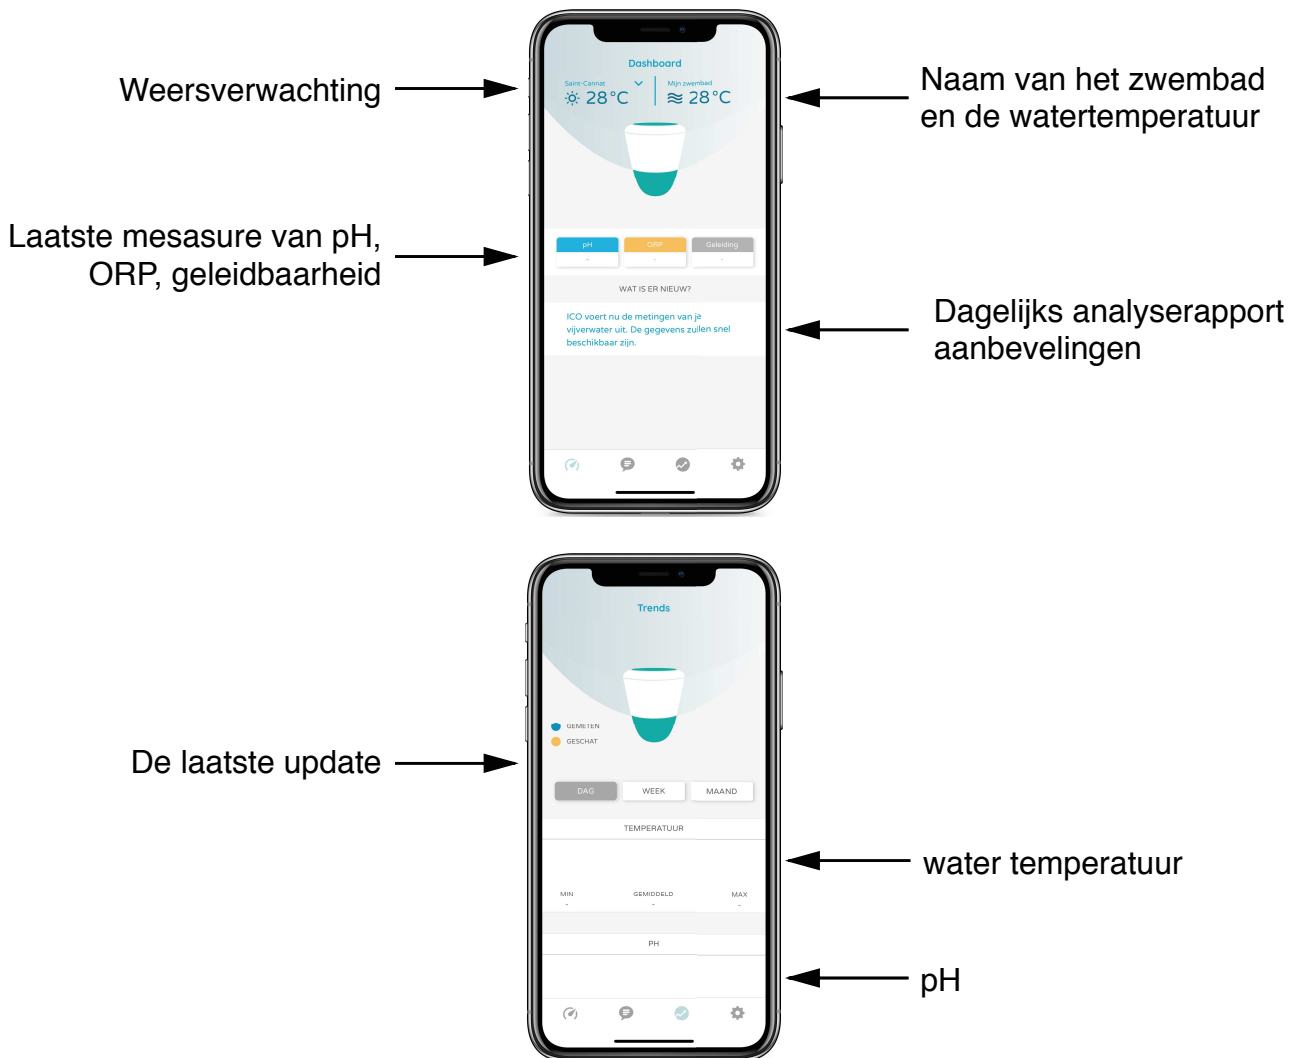 Weersverwachting
Laatste mesasure van pH,
ORP, geleidbaarheid
Dashboard
Saint-Cannat
28°C
Mijn zwembad
28°C
pH
-
ORP
-
Geleiding
-
WAT IS ER NIEUW?
ICO voert nu de metingen van je
vijverwater uit. De gegevens zullen snel
beschikbaar zijn.
Naam van het zwembad
en de watertemperatuur
Dagelijks analyserapport
aanbevelingen
De laatste update
Trends
GEMETEN
GESCHAT
DAG
WEEK
MAAND
TEMPERATUUR
MIN
-
GEMIDDELD
-
MAX
-
PH
water temperatuur
pH